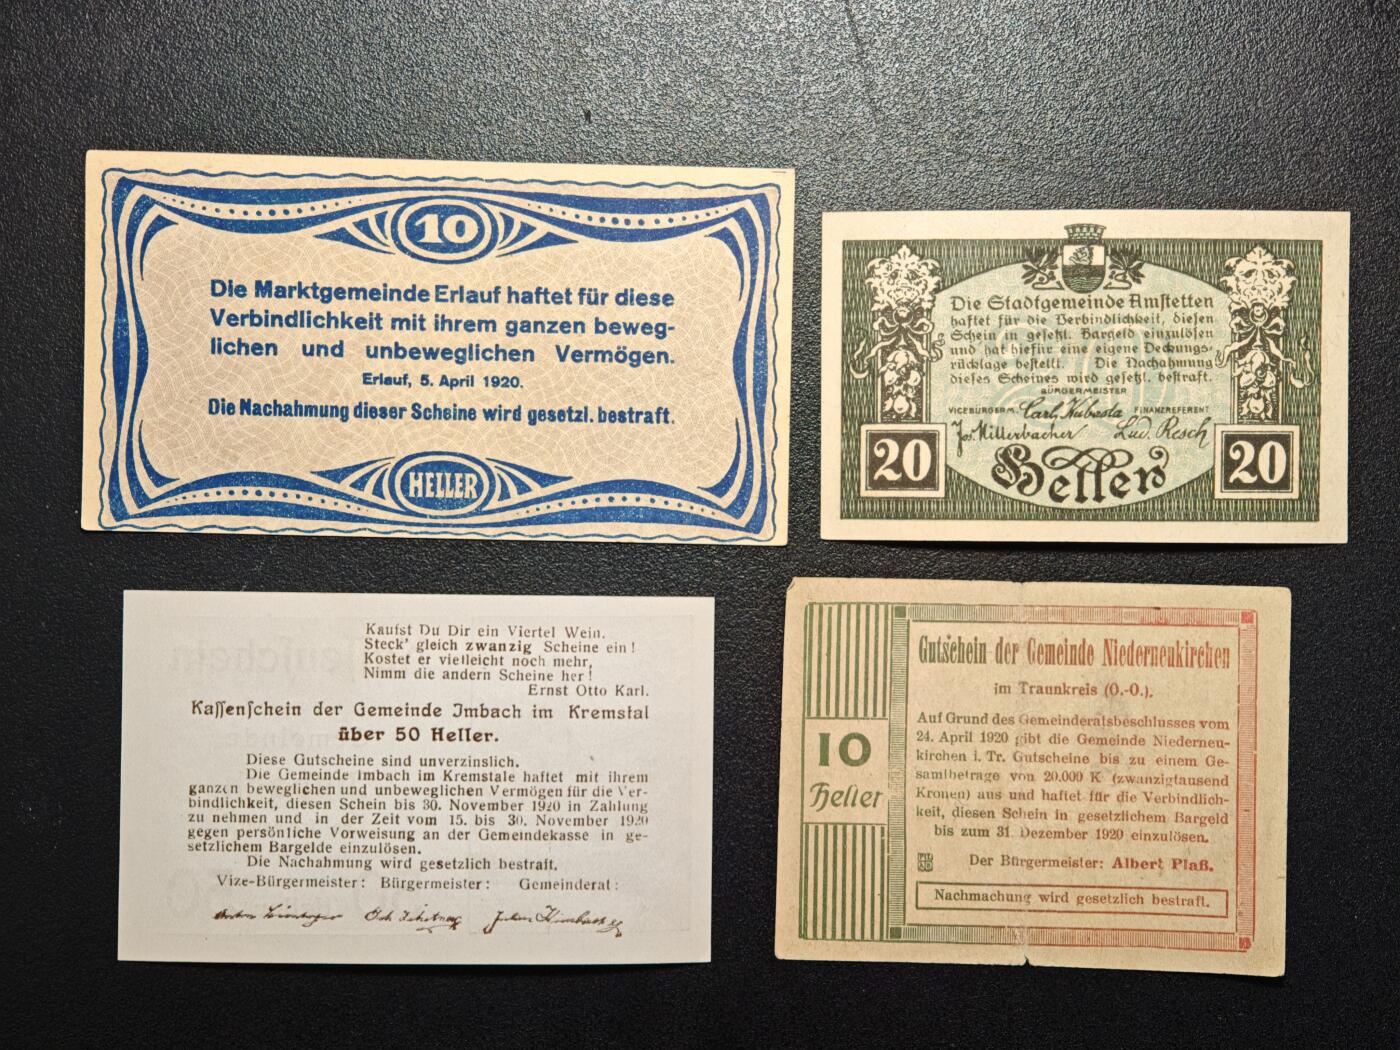 10
Die Marktgemeinde Erlauf haftet für diese
Verbindlichkeit mit ihrem ganzen beweg-
lichen und unbeweglichen Vermögen.
Erlauf, 5. April 1920.
Die Nachahmung dieser Scheine wird gesetzl. bestraft.
HELLER
Die Stadtgemeinde Amstetten
haftet für die Verbindlichkeit, diesen
Schein in gesetzl. Bargeld einzulösen
und hat hiefür eine eigene Deckungs-
rücklage bestellt. Die Nachahmung
dieses Scheines wird gesetzl. bestraft.
BÜRGERMEISTER
VICEBÜRGERM. Carl Kubasta FINANZREFERENT
Jos. Mitterbacher Lud. Resch
20 Heller 20
Kaufst Du Dir ein Viertel Wein.
Steck' gleich zwanzig Scheine ein!
Kostet er vielleicht noch mehr,
Nimm die andern Scheine her!
Ernst Otto Karl.
Kassenschein der Gemeinde Imbach im Kremstal
über 50 Heller.
Diese Gutscheine sind unverzinslich.
Die Gemeinde Imbach im Kremstale haftet mit ihrem
ganzen beweglichen und unbeweglichen Vermögen für die Ver-
bindlichkeit, diesen Schein bis 30. November 1920 in Zahlung
zu nehmen und in der Zeit vom 15. bis 30. November 1920
gegen persönliche Vorweisung an der Gemeindekasse in ge-
setzlichem Bargelde einzulösen.
Die Nachahmung wird gesetzlich bestraft.
Vize-Bürgermeister: Bürgermeister: Gemeinderat:
Gutschein der Gemeinde Niederneukirchen
im Traunkreis (O.-Ö.).
Auf Grund des Gemeinderatsbeschlusses vom
24. April 1920 gibt die Gemeinde Niederneu-
kirchen i. Tr. Gutscheine bis zu einem Ge-
samtbetrage von 20.000 K (zwanzigtausend
Kronen) aus und haftet für die Verbindlich-
keit, diesen Schein in gesetzlichem Bargeld
bis zum 31. Dezember 1920 einzulösen.
Der Bürgermeister: Albert Plaß.
Nachmachung wird gesetzlich bestraft.
10
Heller